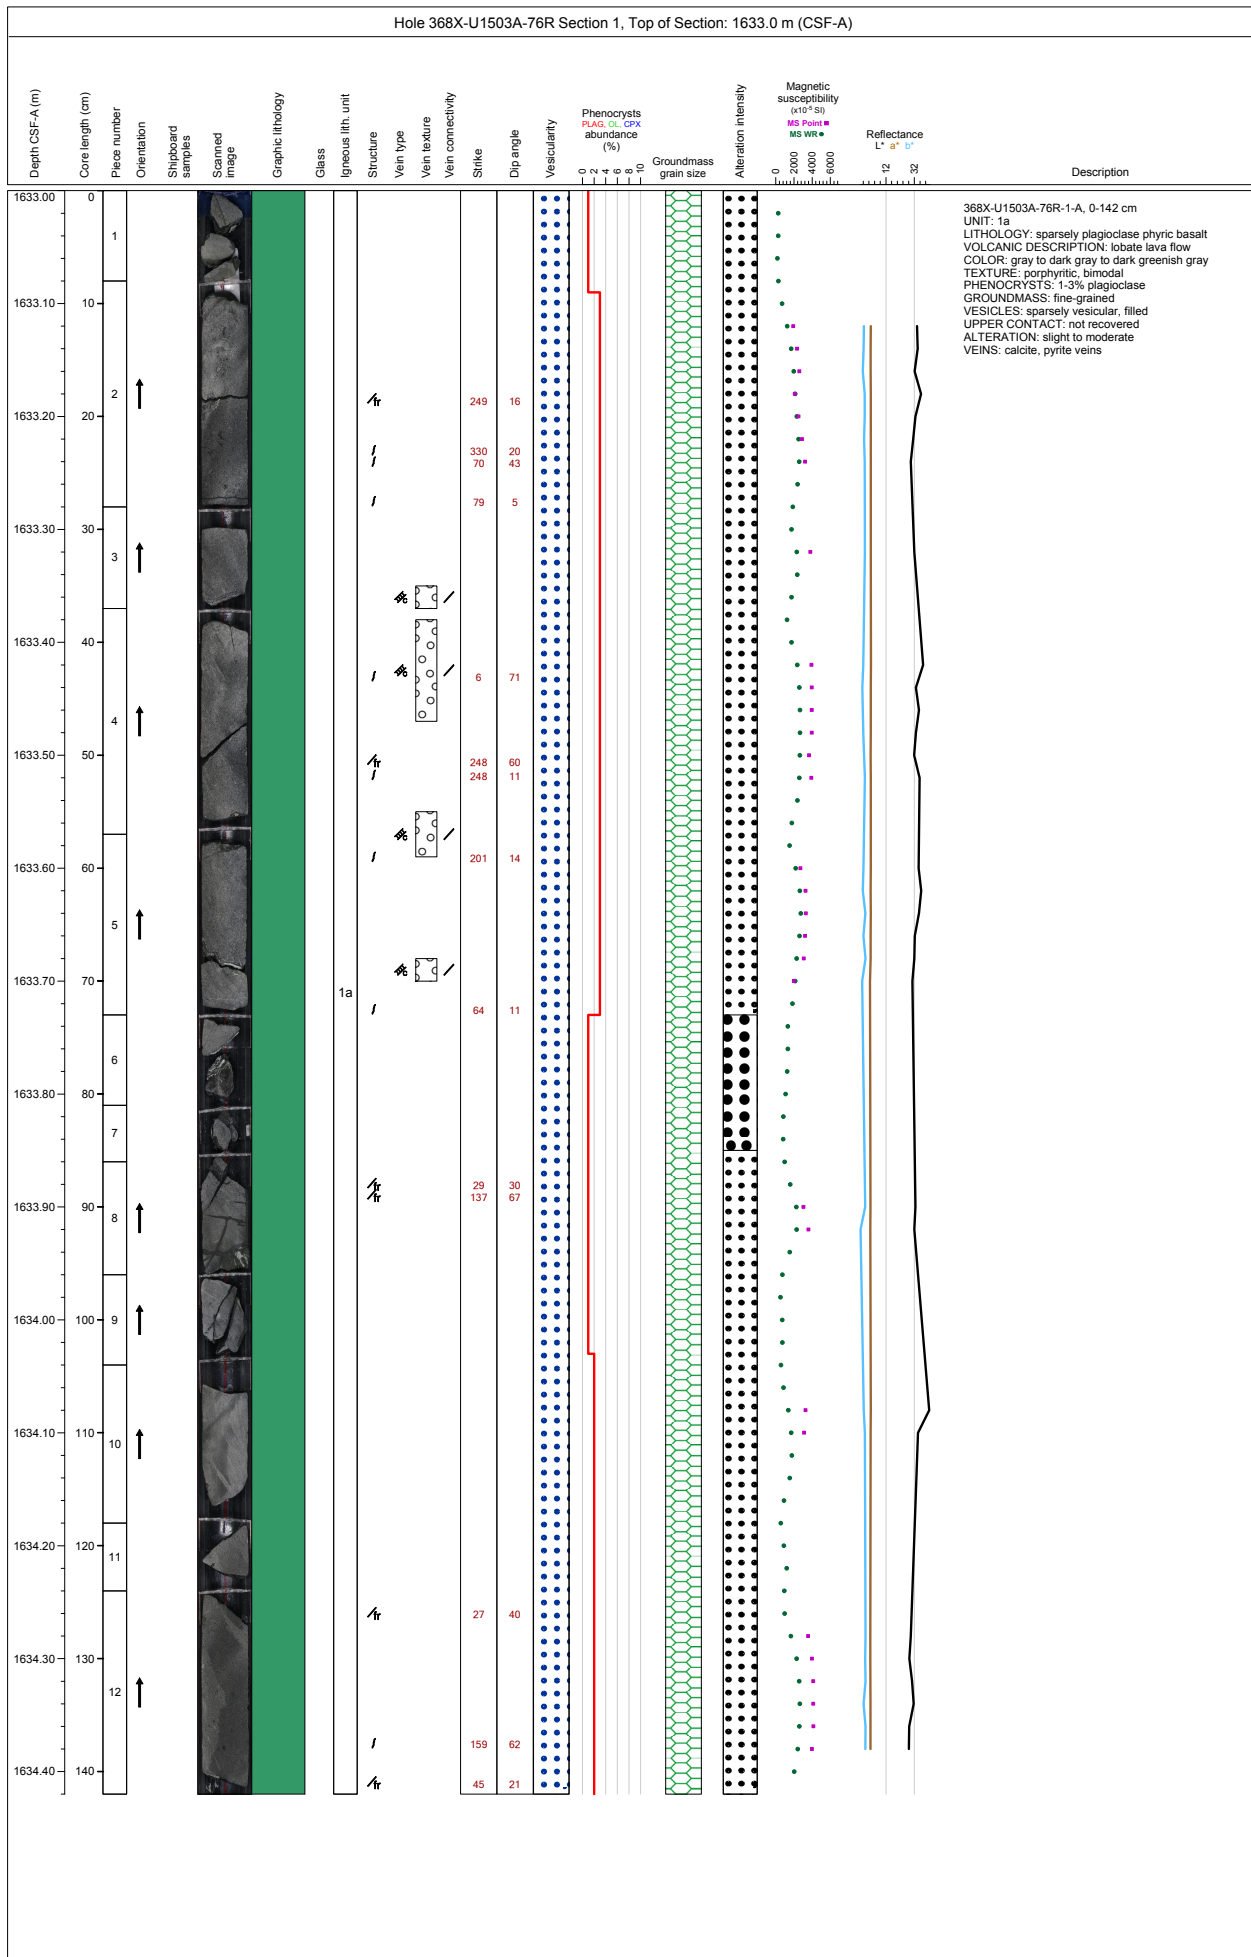 Hole 368X-U1503A-76R Section 1, Top of Section: 1633.0 m (CSF-A)
Depth CSF-A (m)
Core length (cm)
Piece number
Orientation
Shipboard
samples
Scanned
image
Graphic lithology
Glass
Igneous lith. unit
Structure
Vein type
Vein texture
Vein connectivity
Strike
Dip angle
Vesicularity
Phenocrysts
PLAG, OL, CPX
abundance
(%)
0 2 4 6 8 10
Groundmass
grain size
Alteration intensity
Magnetic
susceptibility
(x10-5 SI)
MS Point
MS WR
0 2000 4000 6000
Reflectance
L* a* b*
12 32
Description
368X-U1503A-76R-1-A, 0-142 cm
UNIT: 1a
LITHOLOGY: sparsely plagioclase phyric basalt
VOLCANIC DESCRIPTION: lobate lava flow
COLOR: gray to dark gray to dark greenish gray
TEXTURE: porphyritic, bimodal
PHENOCRYSTS: 1-3% plagioclase
GROUNDMASS: fine-grained
VESICLES: sparsely vesicular, filled
UPPER CONTACT: not recovered
ALTERATION: slight to moderate
VEINS: calcite, pyrite veins
1633.00 0
1
1633.10 10
2
fr 249 16
1633.20 20
330 20
70 43
79 5
1633.30 30
3
1633.40 40
6 71
4
1633.50 50
fr 248 60
248 11
201 14
1633.60 60
5
1633.70 70
1a
64 11
6
1633.80 80
7
fr 29 30
fr 137 67
1633.90 90
8
1634.00 100
9
1634.10 110
10
1634.20 120
11
fr 27 40
1634.30 130
12
159 62
1634.40 140
fr 45 21